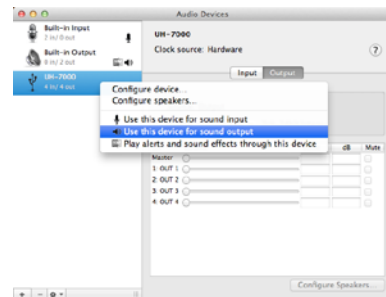 Audio Devices
Built-in Input
2 in/ 0 out
Built-in Output
0 in/ 2 out
UH-7000
4 in/ 4 out
UH-7000
Clock source: Hardware
?
Input
Output
Configure device...
Configure speakers...
Use this device for sound input
Use this device for sound output
Play alerts and sound effects through this device
dB
Mute
Master
1: OUT 1
2: OUT 2
3: OUT 3
4: OUT 4
Configure Speakers...